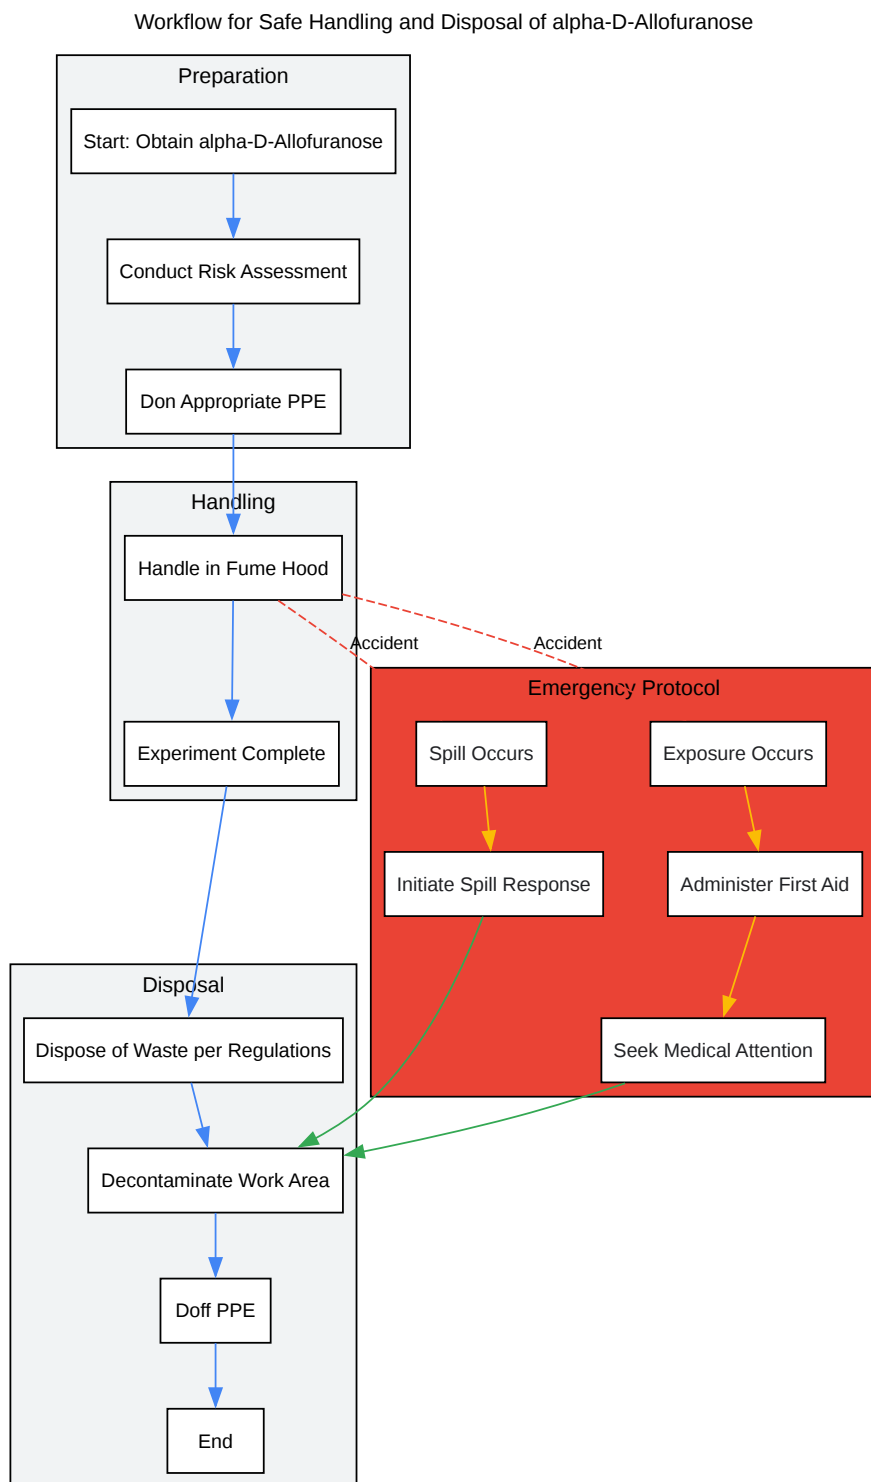 Workflow for Safe Handling and Disposal of alpha-D-Allofuranose
Preparation
Start: Obtain alpha-D-Allofuranose
Conduct Risk Assessment
Don Appropriate PPE
Handling
Handle in Fume Hood
Accident
Accident
Experiment Complete
Emergency Protocol
Spill Occurs
Exposure Occurs
Initiate Spill Response
Administer First Aid
Seek Medical Attention
Disposal
Dispose of Waste per Regulations
Decontaminate Work Area
Doff PPE
End